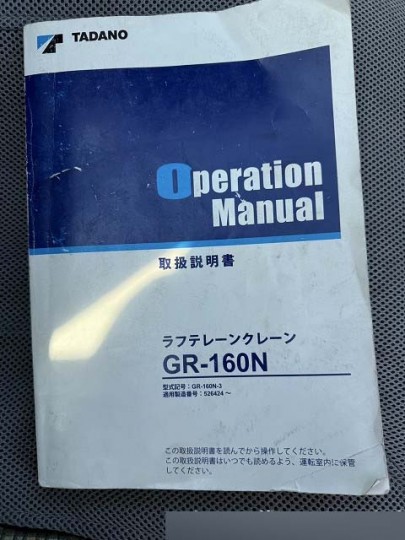 TADANO
Operation
Manual
取扱説明書
ラフテレーンクレーン
GR-160N
型式記号：GR-160N-3
適用製造番号：526424～
この取扱説明書を読んでから操作してください。
この取扱説明書はいつでも読めるよう、運転室内に保管
してください。